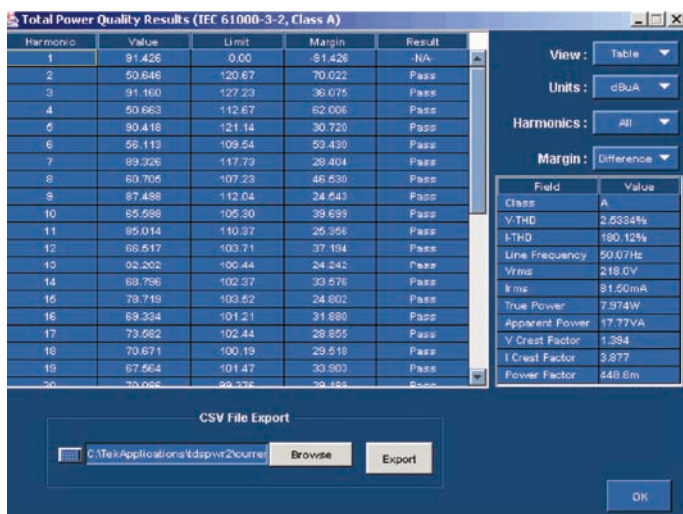 Total Power Quality Results (IEC 61000-3-2, Class A)
Harmonic Value Limit Margin Result
1 91.426 0.00 -91.426 -NA-
2 50.646 120.67 70.022 Pass
3 91.160 127.23 36.075 Pass
4 50.663 112.67 62.006 Pass
5 90.418 121.14 30.720 Pass
6 56.113 109.54 53.430 Pass
7 89.326 117.73 28.404 Pass
8 60.705 107.23 46.530 Pass
9 87.498 112.04 24.543 Pass
10 65.598 105.30 39.699 Pass
11 85.014 110.37 25.356 Pass
12 66.517 103.71 37.194 Pass
13 82.202 106.44 24.242 Pass
14 68.796 102.37 33.576 Pass
15 78.719 103.52 24.802 Pass
16 69.334 101.21 31.880 Pass
17 73.582 102.44 28.855 Pass
18 70.671 100.19 29.518 Pass
19 67.564 101.47 33.903 Pass
20
View : Table
Units : dBuA
Harmonics : All
Margin : Difference
Field Value
Class A
V-THD 2.5334%
I-THD 180.12%
Line Frequency 50.07Hz
Vrms 218.0V
Irms 81.50mA
True Power 7.974W
Apparent Power 17.77VA
V Crest Factor 1.394
I Crest Factor 3.877
Power Factor 448.8m
CSV File Export
C:\TekApplications\tdspwr2\currer
Browse
Export
OK